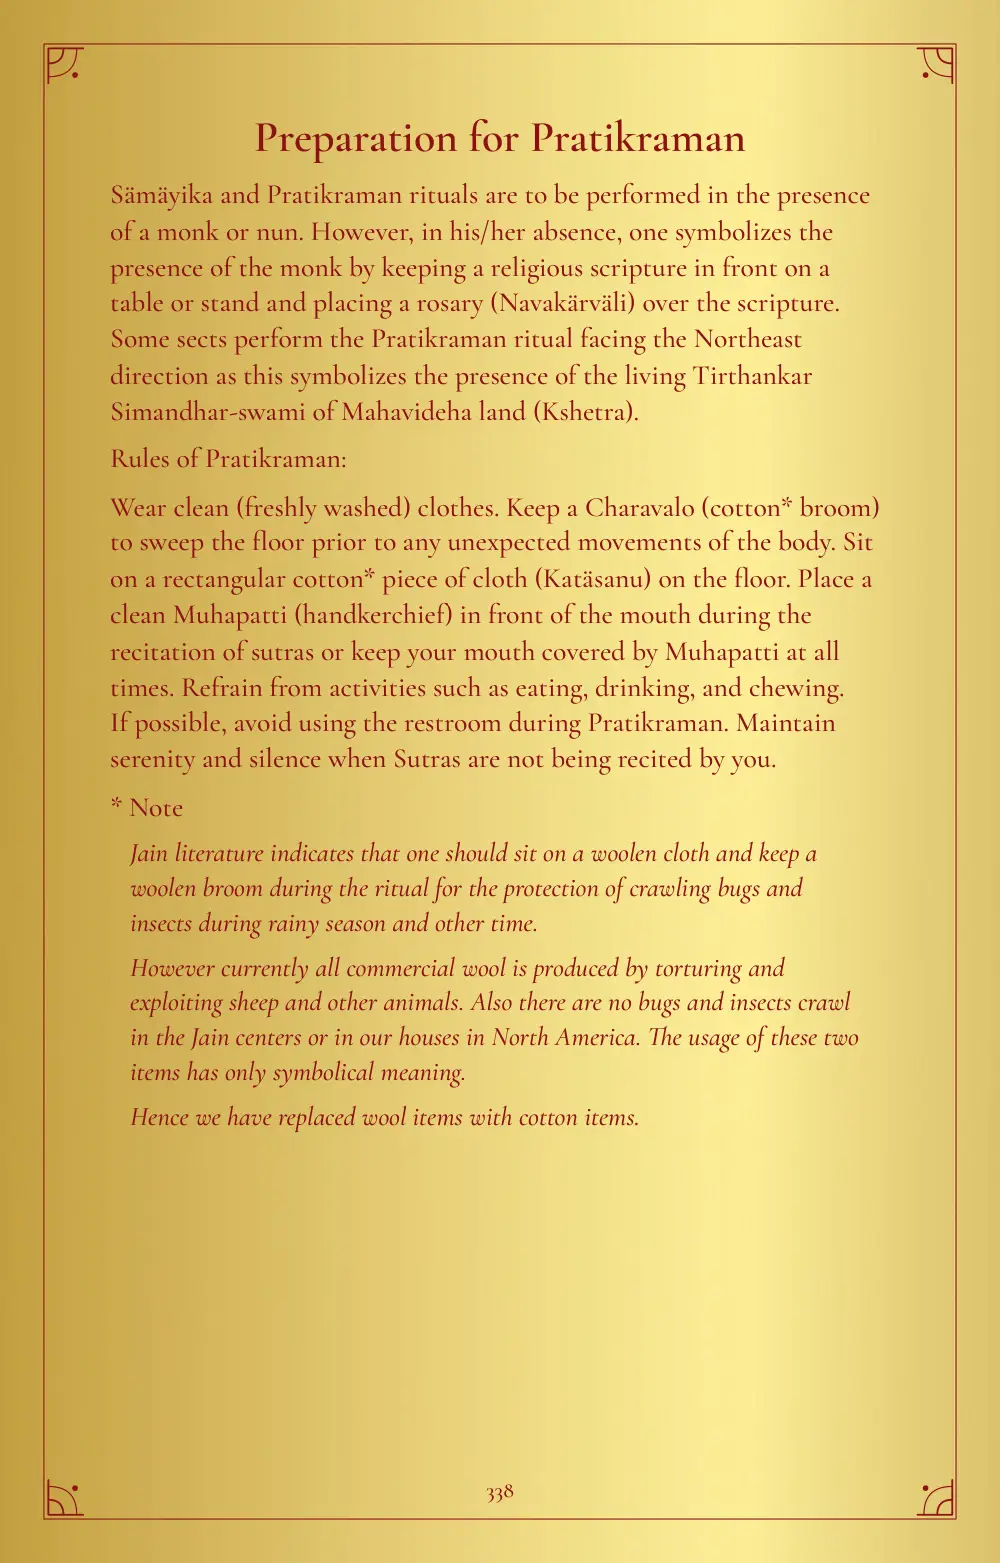 Preparation for Pratikraman
Sämäyika and Pratikraman rituals are to be performed in the presence
of a monk or nun. However, in his/her absence, one symbolizes the
presence of the monk by keeping a religious scripture in front on a
table or stand and placing a rosary (Navakärväli) over the scripture.
Some sects perform the Pratikraman ritual facing the Northeast
direction as this symbolizes the presence of the living Tirthankar
Simandhar-swami of Mahavideha land (Kshetra).
Rules of Pratikraman:
Wear clean (freshly washed) clothes. Keep a Charavalo (cotton* broom)
to sweep the floor prior to any unexpected movements of the body. Sit
on a rectangular cotton* piece of cloth (Katäsanu) on the floor. Place a
clean Muhapatti (handkerchief) in front of the mouth during the
recitation of sutras or keep your mouth covered by Muhapatti at all
times. Refrain from activities such as eating, drinking, and chewing.
If possible, avoid using the restroom during Pratikraman. Maintain
serenity and silence when Sutras are not being recited by you.
* Note
Jain literature indicates that one should sit on a woolen cloth and keep a
woolen broom during the ritual for the protection of crawling bugs and
insects during rainy season and other time.
However currently all commercial wool is produced by torturing and
exploiting sheep and other animals. Also there are no bugs and insects crawl
in the Jain centers or in our houses in North America. The usage of these two
items has only symbolical meaning.
Hence we have replaced wool items with cotton items.
338